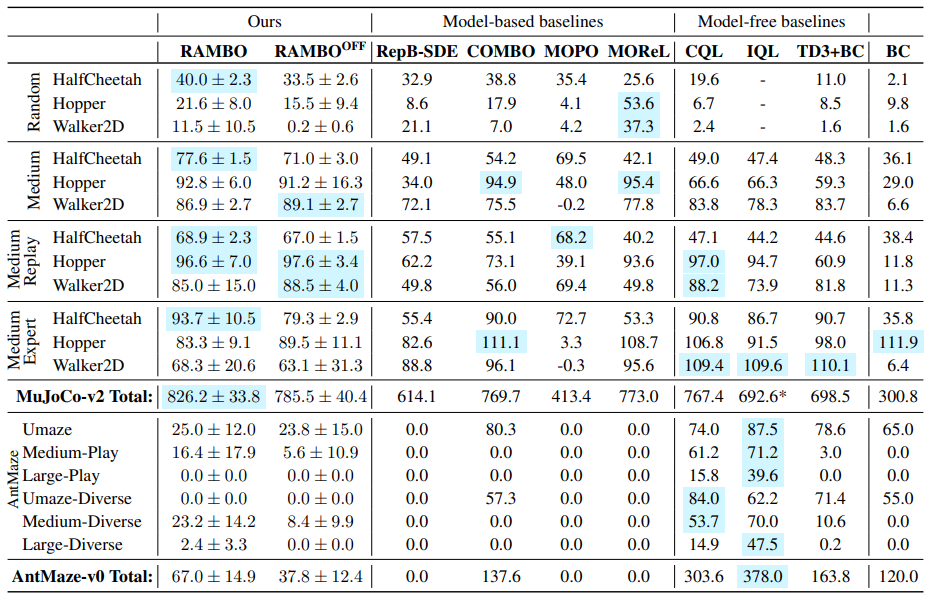 Ours Model-based baselines Model-free baselines
RAMBO RAMBO^OFF RepB-SDE COMBO MOPO MOReL CQL IQL TD3+BC BC
Random
HalfCheetah 40.0 ± 2.3 33.5 ± 2.6 32.9 38.8 35.4 25.6 19.6 - 11.0 2.1
Hopper 21.6 ± 8.0 15.5 ± 9.4 8.6 17.9 4.1 53.6 6.7 - 8.5 9.8
Walker2D 11.5 ± 10.5 0.2 ± 0.6 21.1 7.0 4.2 37.3 2.4 - 1.6 1.6
Medium
HalfCheetah 77.6 ± 1.5 71.0 ± 3.0 49.1 54.2 69.5 42.1 49.0 47.4 48.3 36.1
Hopper 92.8 ± 6.0 91.2 ± 16.3 34.0 94.9 48.0 95.4 66.6 66.3 59.3 29.0
Walker2D 86.9 ± 2.7 89.1 ± 2.7 72.1 75.5 -0.2 77.8 83.8 78.3 83.7 6.6
Medium
Replay
HalfCheetah 68.9 ± 2.3 67.0 ± 1.5 57.5 55.1 68.2 40.2 47.1 44.2 44.6 38.4
Hopper 96.6 ± 7.0 97.6 ± 3.4 62.2 73.1 39.1 93.6 97.0 94.7 60.9 11.8
Walker2D 85.0 ± 15.0 88.5 ± 4.0 49.8 56.0 69.4 49.8 88.2 73.9 81.8 11.3
Medium
Expert
HalfCheetah 93.7 ± 10.5 79.3 ± 2.9 55.4 90.0 72.7 53.3 90.8 86.7 90.7 35.8
Hopper 83.3 ± 9.1 89.5 ± 11.1 82.6 111.1 3.3 108.7 106.8 91.5 98.0 111.9
Walker2D 68.3 ± 20.6 63.1 ± 31.3 88.8 96.1 -0.3 95.6 109.4 109.6 110.1 6.4
MuJoCo-v2 Total: 826.2 ± 33.8 785.5 ± 40.4 614.1 769.7 413.4 773.0 767.4 692.6* 698.5 300.8
AntMaze
Umaze 25.0 ± 12.0 23.8 ± 15.0 0.0 80.3 0.0 0.0 74.0 87.5 78.6 65.0
Medium-Play 16.4 ± 17.9 5.6 ± 10.9 0.0 0.0 0.0 0.0 61.2 71.2 3.0 0.0
Large-Play 0.0 ± 0.0 0.0 ± 0.0 0.0 0.0 0.0 0.0 15.8 39.6 0.0 0.0
Umaze-Diverse 0.0 ± 0.0 0.0 ± 0.0 0.0 57.3 0.0 0.0 84.0 62.2 71.4 55.0
Medium-Diverse 23.2 ± 14.2 8.4 ± 9.9 0.0 0.0 0.0 0.0 53.7 70.0 10.6 0.0
Large-Diverse 2.4 ± 3.3 0.0 ± 0.0 0.0 0.0 0.0 0.0 14.9 47.5 0.2 0.0
AntMaze-v0 Total: 67.0 ± 14.9 37.8 ± 12.4 0.0 137.6 0.0 0.0 303.6 378.0 163.8 120.0